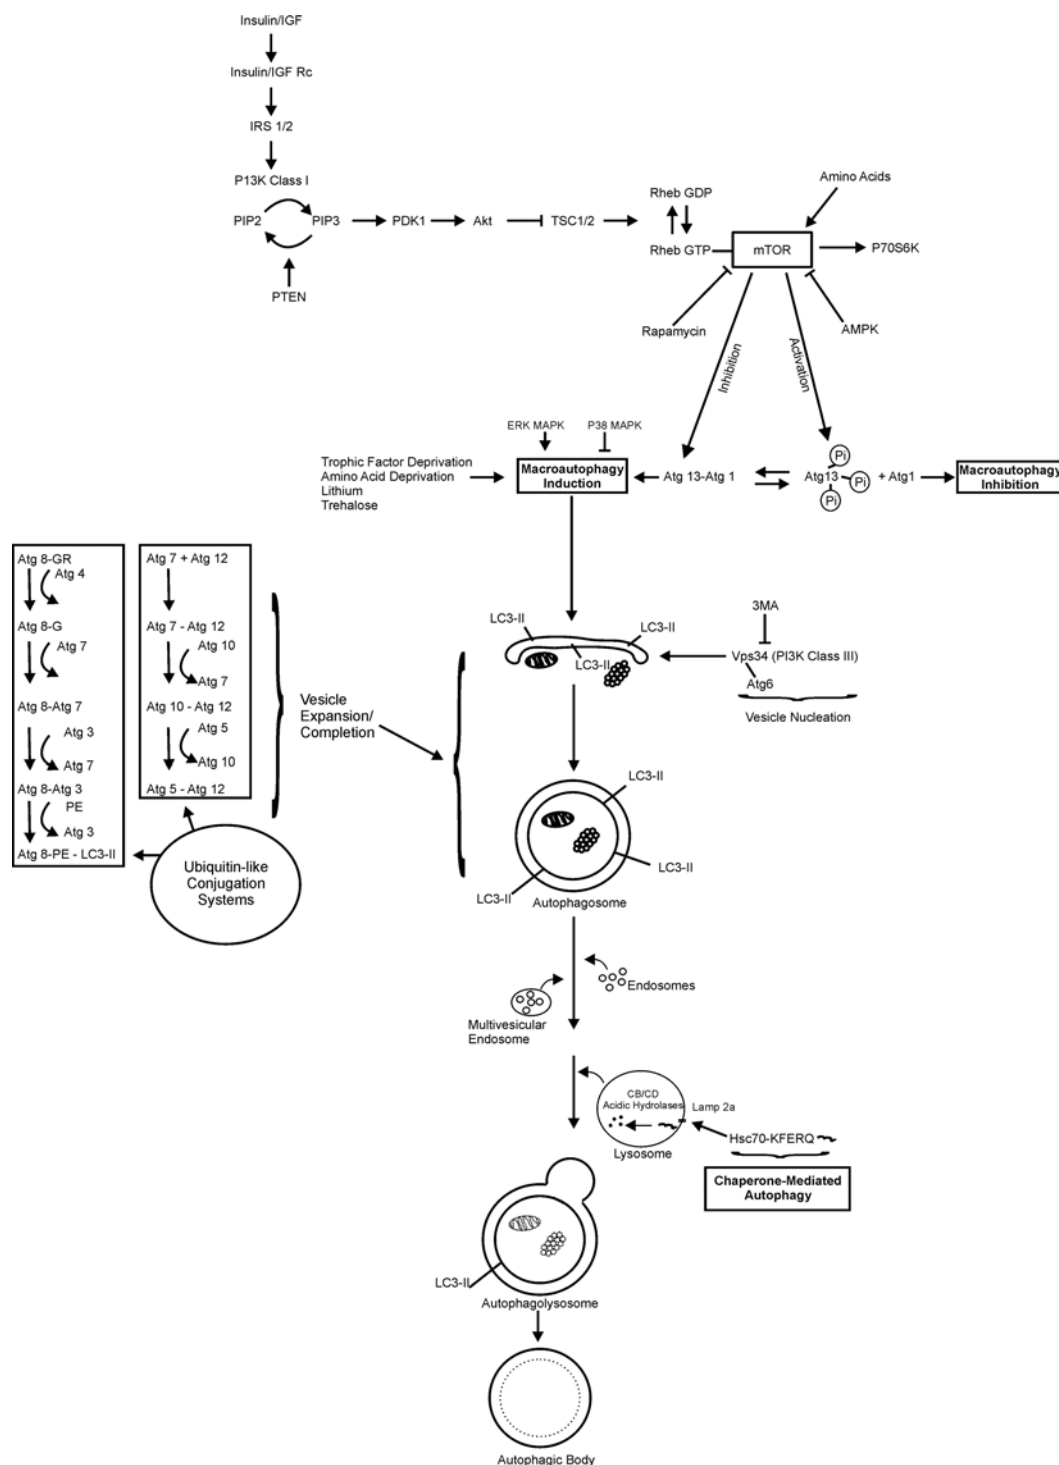 Insulin/IGF
Insulin/IGF Rc
IRS 1/2
P13K Class I
PIP2
PIP3
PDK1
Akt
TSC1/2
PTEN
Rheb GDP
Rheb GTP
mTOR
Amino Acids
P70S6K
Rapamycin
AMPK
Inhibition
Activation
ERK MAPK
P38 MAPK
Trophic Factor Deprivation
Amino Acid Deprivation
Lithium
Trehalose
Macroautophagy
Induction
Atg 13-Atg 1
Atg13
Pi
Pi
Pi
+ Atg1
Macroautophagy
Inhibition
Atg 8-GR
Atg 4
Atg 8-G
Atg 7
Atg 8-Atg 7
Atg 3
Atg 7
Atg 8-Atg 3
PE
Atg 3
Atg 8-PE - LC3-II
Atg 7 + Atg 12
Atg 7 - Atg 12
Atg 10
Atg 7
Atg 10 - Atg 12
Atg 5
Atg 10
Atg 5 - Atg 12
Ubiquitin-like
Conjugation
Systems
Vesicle
Expansion/
Completion
LC3-II
LC3-II
LC3-II
3MA
Vps34 (PI3K Class III)
Atg6
Vesicle Nucleation
LC3-II
LC3-II
LC3-II
Autophagosome
Endosomes
Multivesicular
Endosome
CB/CD
Acidic Hydrolases
Lysosome
Lamp 2a
Hsc70-KFERQ
Chaperone-Mediated
Autophagy
LC3-II
Autophagolysosome
Autophagic Body